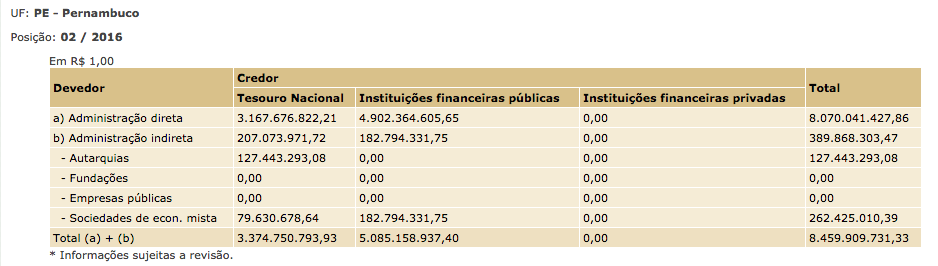 UF: PE - Pernambuco
Posição: 02 / 2016
Em R$ 1,00
Devedor Credor Total
Tesouro Nacional Instituições financeiras públicas Instituições financeiras privadas
a) Administração direta 3.167.676.822,21 4.902.364.605,65 0,00 8.070.041.427,86
b) Administração indireta 207.073.971,72 182.794.331,75 0,00 389.868.303,47
- Autarquias 127.443.293,08 0,00 0,00 127.443.293,08
- Fundações 0,00 0,00 0,00 0,00
- Empresas públicas 0,00 0,00 0,00 0,00
- Sociedades de econ. mista 79.630.678,64 182.794.331,75 0,00 262.425.010,39
Total (a) + (b) 3.374.750.793,93 5.085.158.937,40 0,00 8.459.909.731,33
* Informações sujeitas a revisão.